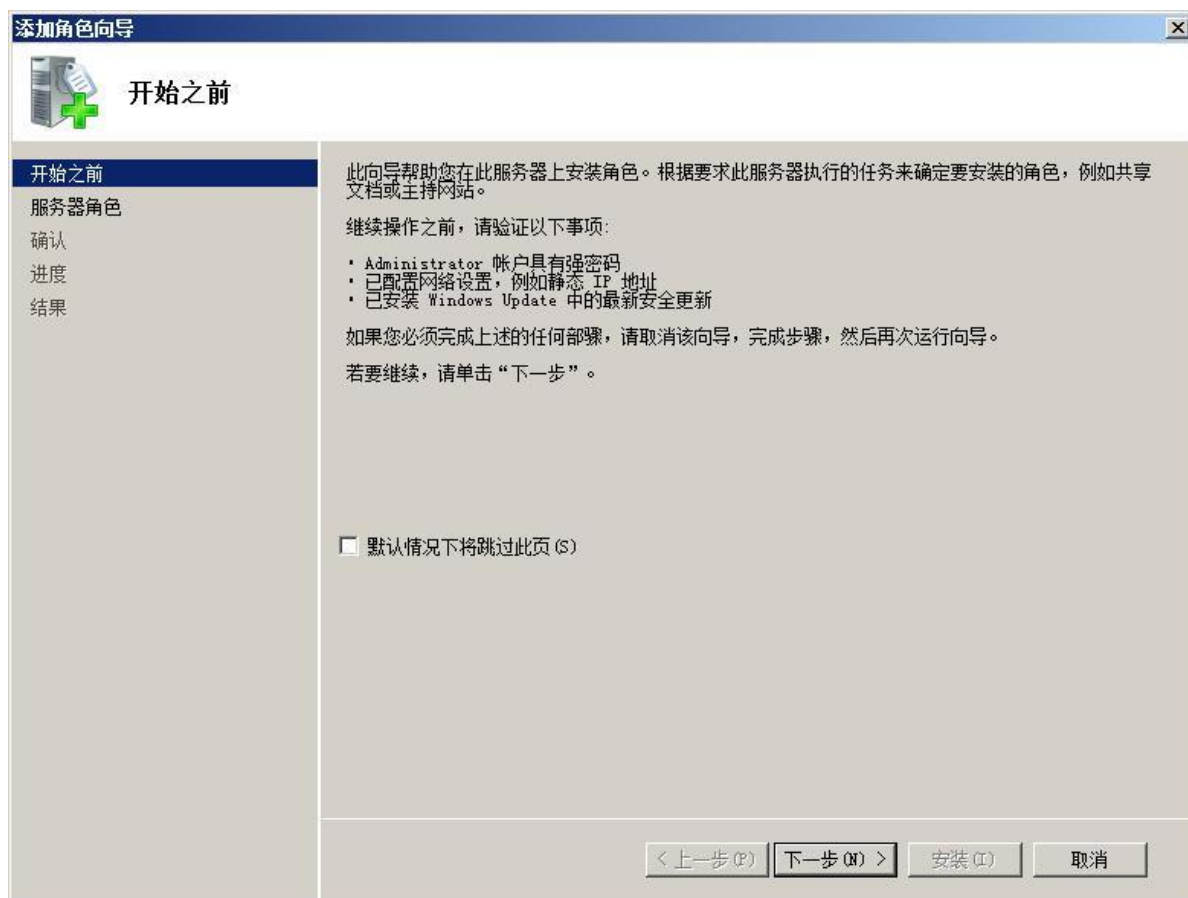 添加角色向导
开始之前
开始之前
服务器角色
确认
进度
结果
此向导帮助您在此服务器上安装角色。根据要求此服务器执行的任务来确定要安装的角色，例如共享
文档或主持网站。
继续操作之前，请验证以下事项:
· Administrator 帐户具有强密码
· 已配置网络设置，例如静态 IP 地址
· 已安装 Windows Update 中的最新安全更新
如果您必须完成上述的任何部骤，请取消该向导，完成步骤，然后再次运行向导。
若要继续，请单击“下一步”。
默认情况下将跳过此页(S)
< 上一步(P) 下一步(N) > 安装(I) 取消